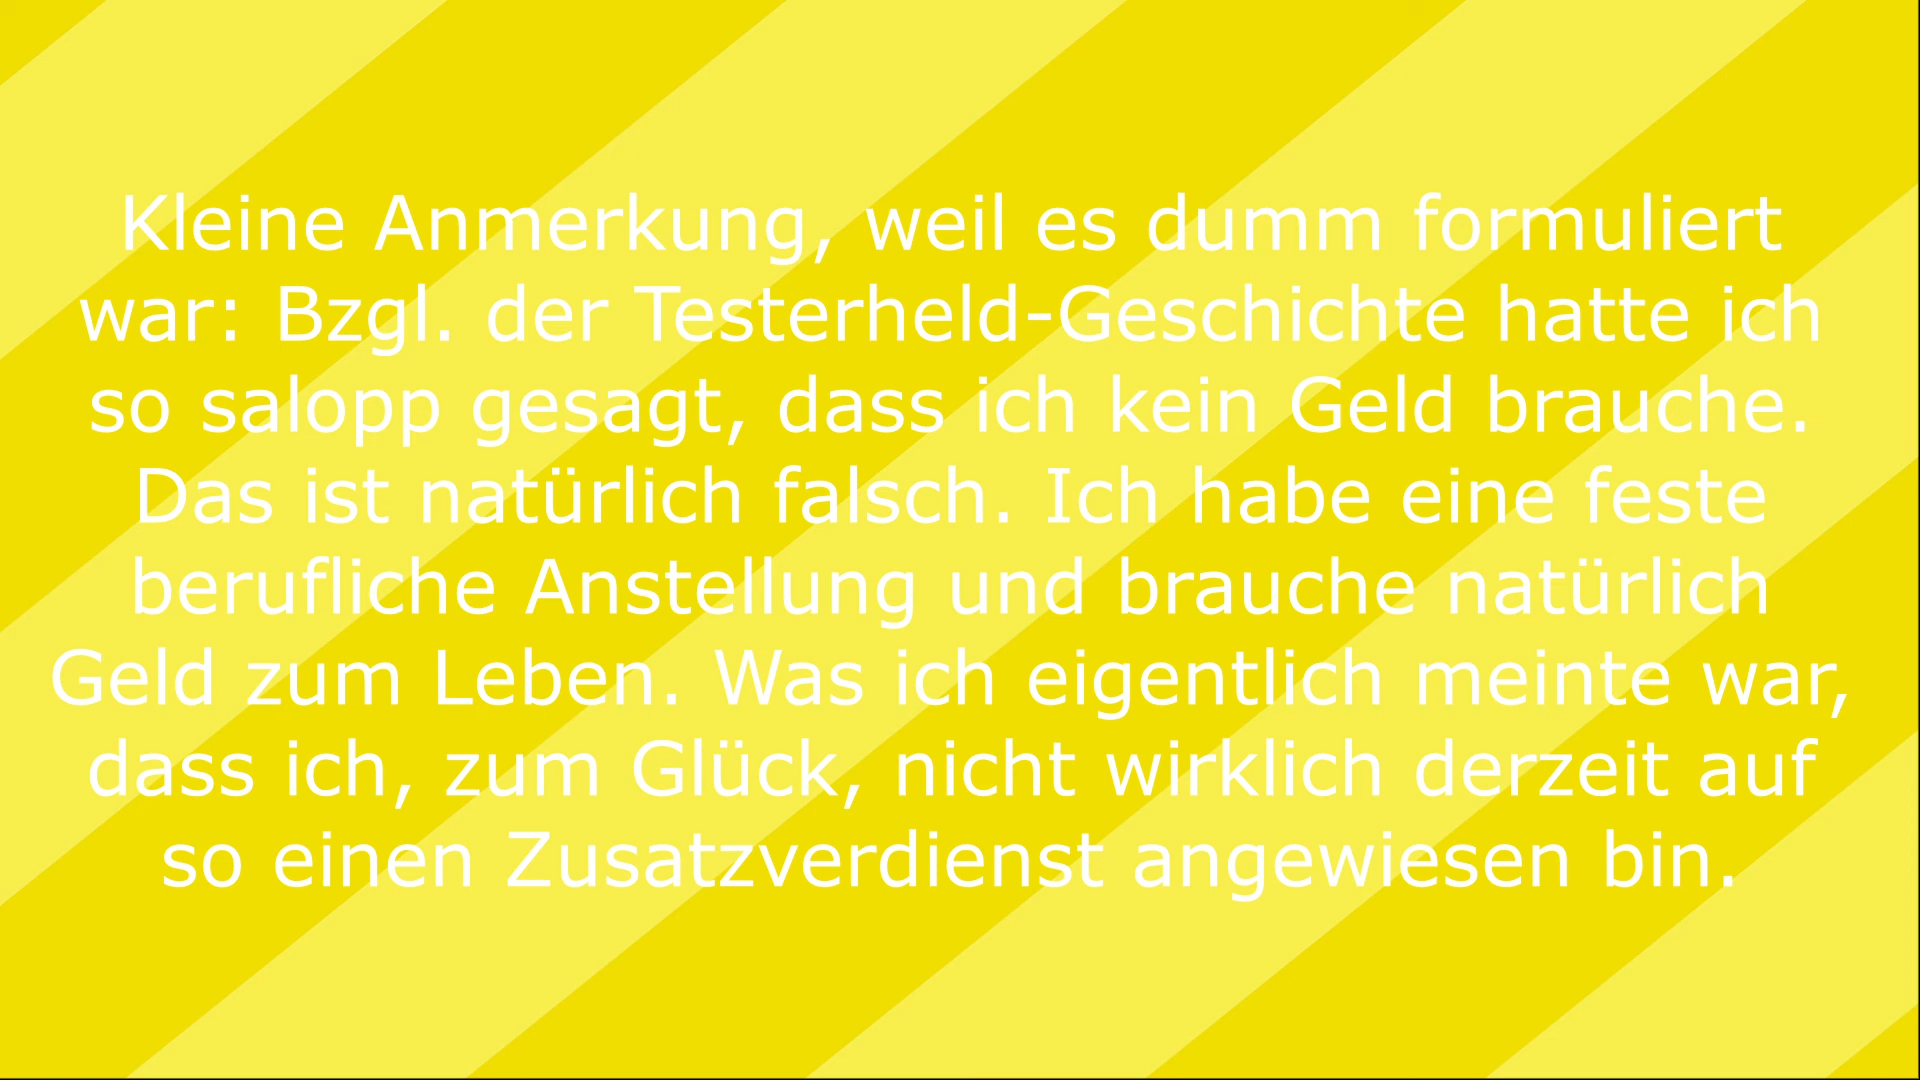 Kleine Anmerkung, weil es dumm formuliert
war: Bzgl. der Testerheld-Geschichte hatte ich
so salopp gesagt, dass ich kein Geld brauche.
Das ist natürlich falsch. Ich habe eine feste
berufliche Anstellung und brauche natürlich
Geld zum Leben. Was ich eigentlich meinte war,
dass ich, zum Glück, nicht wirklich derzeit auf
so einen Zusatzverdienst angewiesen bin.